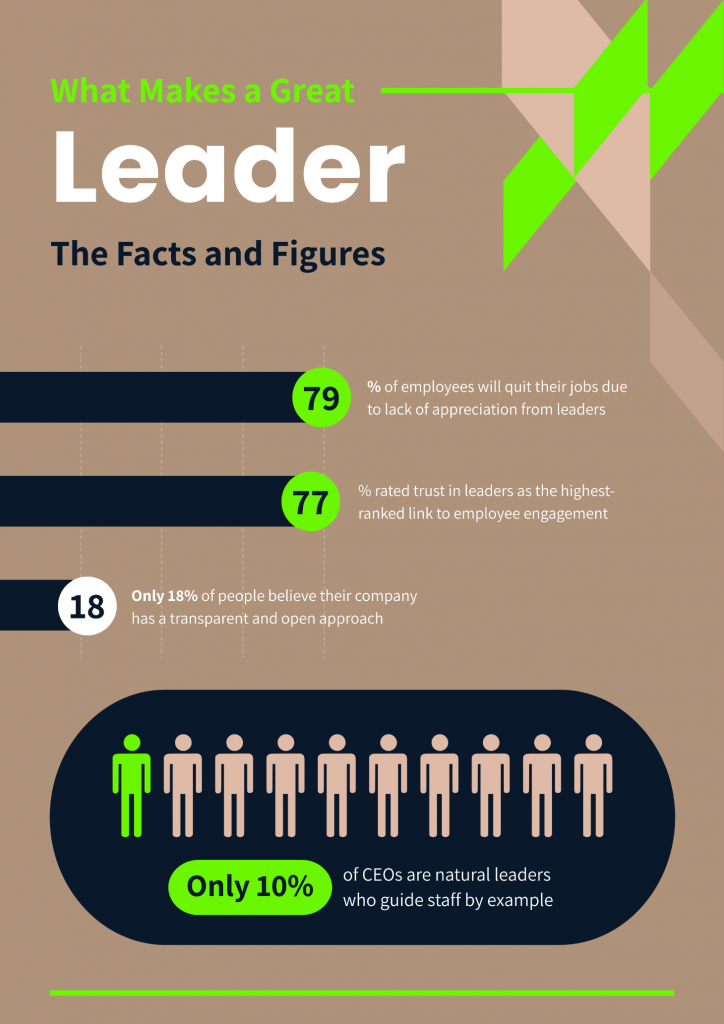 What Makes a Great
Leader
The Facts and Figures
79
% of employees will quit their jobs due
to lack of appreciation from leaders
77
% rated trust in leaders as the highest-
ranked link to employee engagement
18
Only 18% of people believe their company
has a transparent and open approach
Only 10%
of CEOs are natural leaders
who guide staff by example